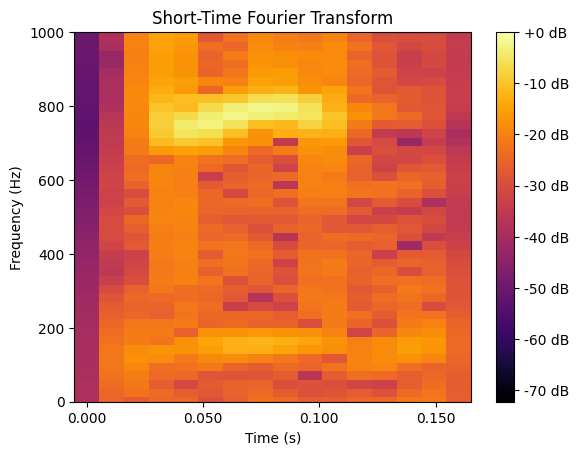 Short-Time Fourier Transform
Frequency (Hz)
1000
800
600
400
200
0
0.000
0.050
0.100
0.150
Time (s)
+0 dB
-10 dB
-20 dB
-30 dB
-40 dB
-50 dB
-60 dB
-70 dB